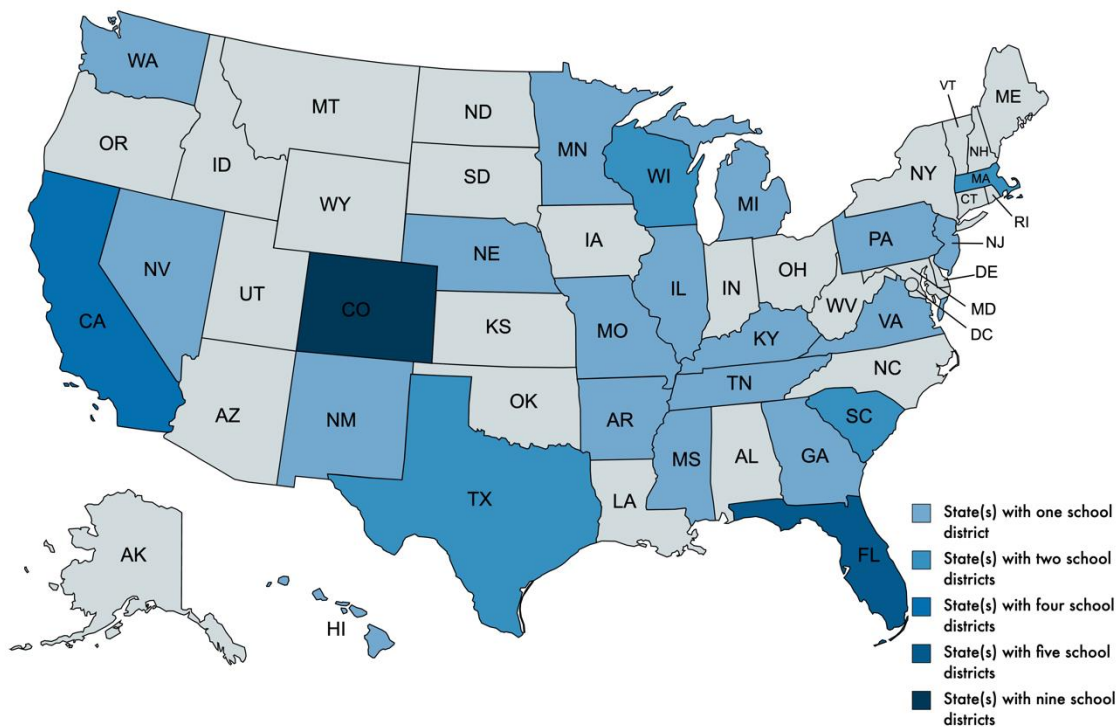 WA
MT
ND
VT
ME
OR
ID
MN
NH
SD
WI
NY
MA
WY
MI
CT
RI
IA
PA
NE
NJ
NV
OH
UT
IL
IN
DE
CO
WV
CA
MD
KS
MO
VA
KY
DC
NC
TN
OK
AZ
NM
AR
SC
MS
AL
GA
TX
LA
AK
FL
HI
State(s) with one school
district
State(s) with two school
districts
State(s) with four school
districts
State(s) with five school
districts
State(s) with nine school
districts